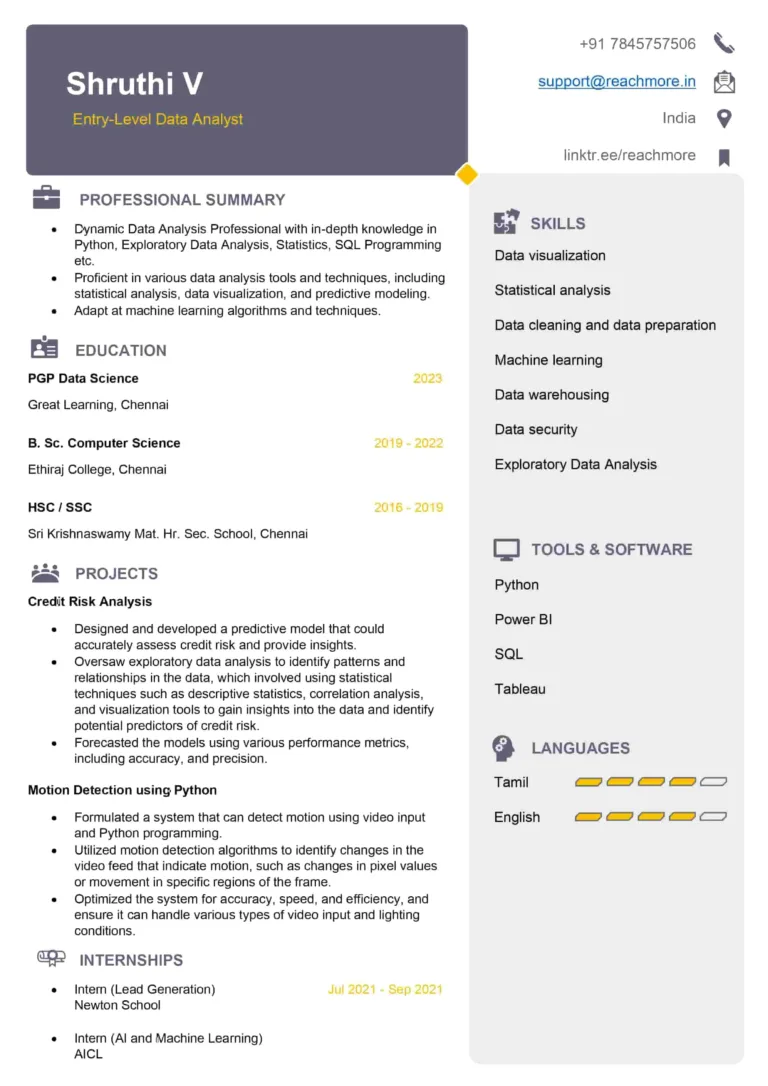 Shruthi V
Entry-Level Data Analyst
+91 7845757506
support@reachmore.in
India
linktr.ee/reachmore
PROFESSIONAL SUMMARY
• Dynamic Data Analysis Professional with in-depth knowledge in
Python, Exploratory Data Analysis, Statistics, SQL Programming
etc.
• Proficient in various data analysis tools and techniques, including
statistical analysis, data visualization, and predictive modeling.
• Adapt at machine learning algorithms and techniques.
EDUCATION
PGP Data Science 2023
Great Learning, Chennai
B. Sc. Computer Science 2019 - 2022
Ethiraj College, Chennai
HSC / SSC 2016 - 2019
Sri Krishnaswamy Mat. Hr. Sec. School, Chennai
PROJECTS
Credit Risk Analysis
• Designed and developed a predictive model that could
accurately assess credit risk and provide insights.
• Oversaw exploratory data analysis to identify patterns and
relationships in the data, which involved using statistical
techniques such as descriptive statistics, correlation analysis,
and visualization tools to gain insights into the data and identify
potential predictors of credit risk.
• Forecasted the models using various performance metrics,
including accuracy, and precision.
Motion Detection using Python
• Formulated a system that can detect motion using video input
and Python programming.
• Utilized motion detection algorithms to identify changes in the
video feed that indicate motion, such as changes in pixel values
or movement in specific regions of the frame.
• Optimized the system for accuracy, speed, and efficiency, and
ensure it can handle various types of video input and lighting
conditions.
INTERNSHIPS
• Intern (Lead Generation) Jul 2021 - Sep 2021
Newton School
• Intern (AI and Machine Learning)
AICL
SKILLS
Data visualization
Statistical analysis
Data cleaning and data preparation
Machine learning
Data warehousing
Data security
Exploratory Data Analysis
TOOLS & SOFTWARE
Python
Power BI
SQL
Tableau
LANGUAGES
Tamil
English